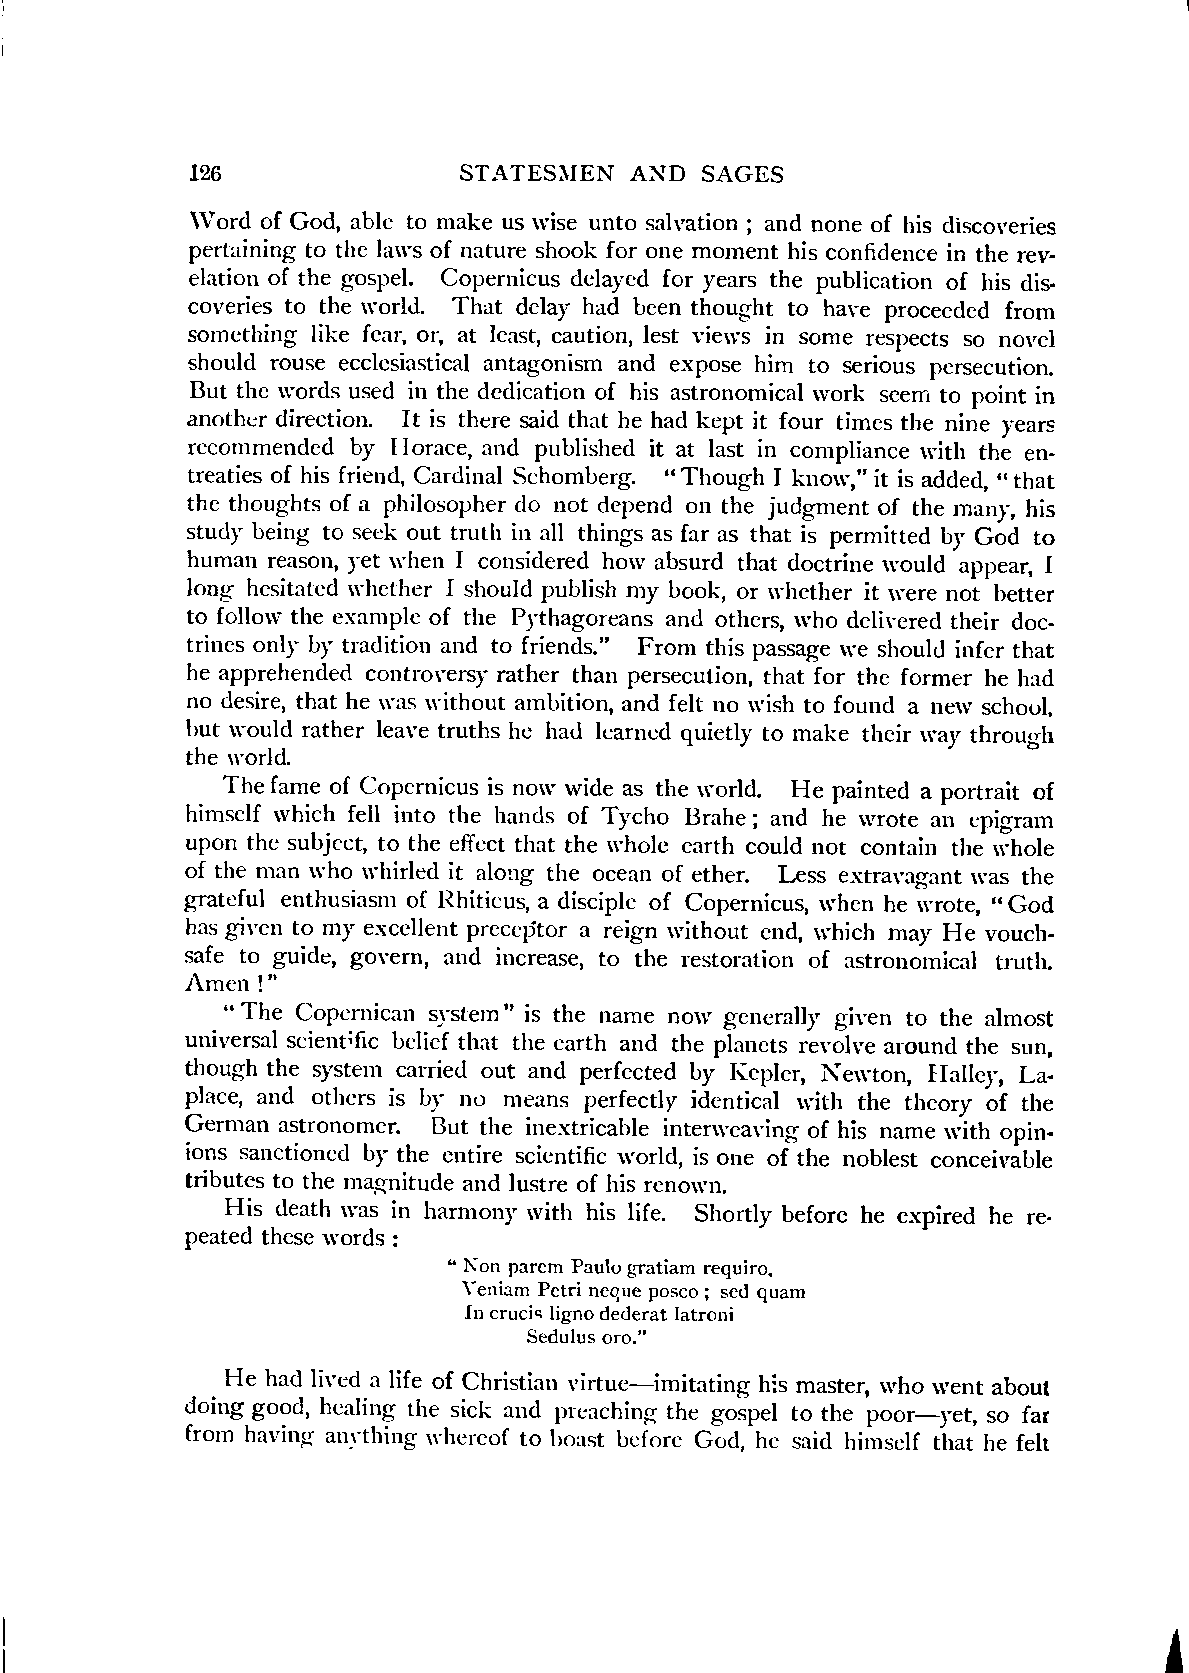 126 STATESMEN AND SAGES
Word of God, able to make us wise unto salvation ; and none of his discoveries
pertaining to the laws of nature shook for one moment his confidence in the rev-
elation of the gospel. Copernicus delayed for years the publication of his dis-
coveries to the world. That delay had been thought to have proceeded from
something like fear, or, at least, caution, lest views in some respects so novel
should rouse ecclesiastical antagonism and expose him to serious persecution.
But the words used in the dedication of his astronomical work seem to point in
another direction. It is there said that he had kept it four times the nine years
recommended by Horace, and published it at last in compliance with the en-
treaties of his friend, Cardinal Schomberg. “Though I know,” it is added, “that
the thoughts of a philosopher do not depend on the judgment of the many, his
study being to seek out truth in all things as far as that is permitted by God to
human reason, yet when I considered how absurd that doctrine would appear, I
long hesitated whether I should publish my book, or whether it were not better
to follow the example of the Pythagoreans and others, who delivered their doc-
trines only by tradition and to friends.” From this passage we should infer that
he apprehended controversy rather than persecution, that for the former he had
no desire, that he was without ambition, and felt no wish to found a new school,
but would rather leave truths he had learned quietly to make their way through
the world.
The fame of Copernicus is now wide as the world. He painted a portrait of
himself which fell into the hands of Tycho Brahe ; and he wrote an epigram
upon the subject, to the effect that the whole earth could not contain the whole
of the man who whirled it along the ocean of ether. Less extravagant was the
grateful enthusiasm of Rhiticus, a disciple of Copernicus, when he wrote, “God
has given to my excellent preceptor a reign without end, which may He vouch-
safe to guide, govern, and increase, to the restoration of astronomical truth.
Amen !”
“The Copernican system” is the name now generally given to the almost
universal scientific belief that the earth and the planets revolve around the sun,
though the system carried out and perfected by Kepler, Newton, Halley, La-
place, and others is by no means perfectly identical with the theory of the
German astronomer. But the inextricable interweaving of his name with opin-
ions sanctioned by the entire scientific world, is one of the noblest conceivable
tributes to the magnitude and lustre of his renown.
His death was in harmony with his life. Shortly before he expired he re-
peated these words :
“ Non parem Paulo gratiam requiro,
Veniam Petri neque posco ; sed quam
In crucis ligno dederat latroni
Sedulus oro.”
He had lived a life of Christian virtue—imitating his master, who went about
doing good, healing the sick and preaching the gospel to the poor—yet, so far
from having anything whereof to boast before God, he said himself that he felt